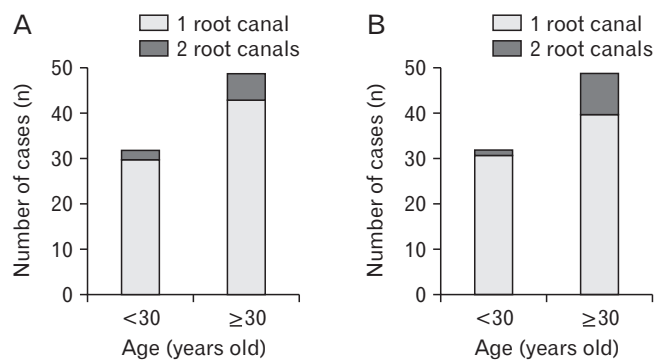 A
1 root canal
2 root canals
Number of cases (n)
50
40
30
20
10
0
<30
≥30
Age (years old)
B
1 root canal
2 root canals
Number of cases (n)
50
40
30
20
10
0
<30
≥30
Age (years old)